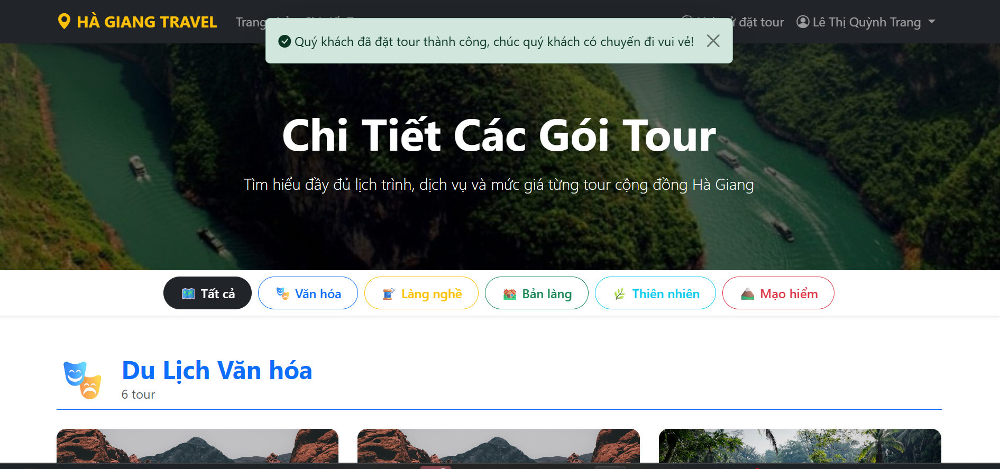 HÀ GIANG TRAVEL
đặt tour
Lê Thị Quỳnh Trang
Quý khách đã đặt tour thành công, chúc quý khách có chuyến đi vui vẻ!
Chi Tiết Các Gói Tour
Tìm hiểu đầy đủ lịch trình, dịch vụ và mức giá từng tour cộng đồng Hà Giang
Tất cả
Văn hóa
Làng nghề
Bản làng
Thiên nhiên
Mạo hiểm
Du Lịch Văn hóa
6 tour